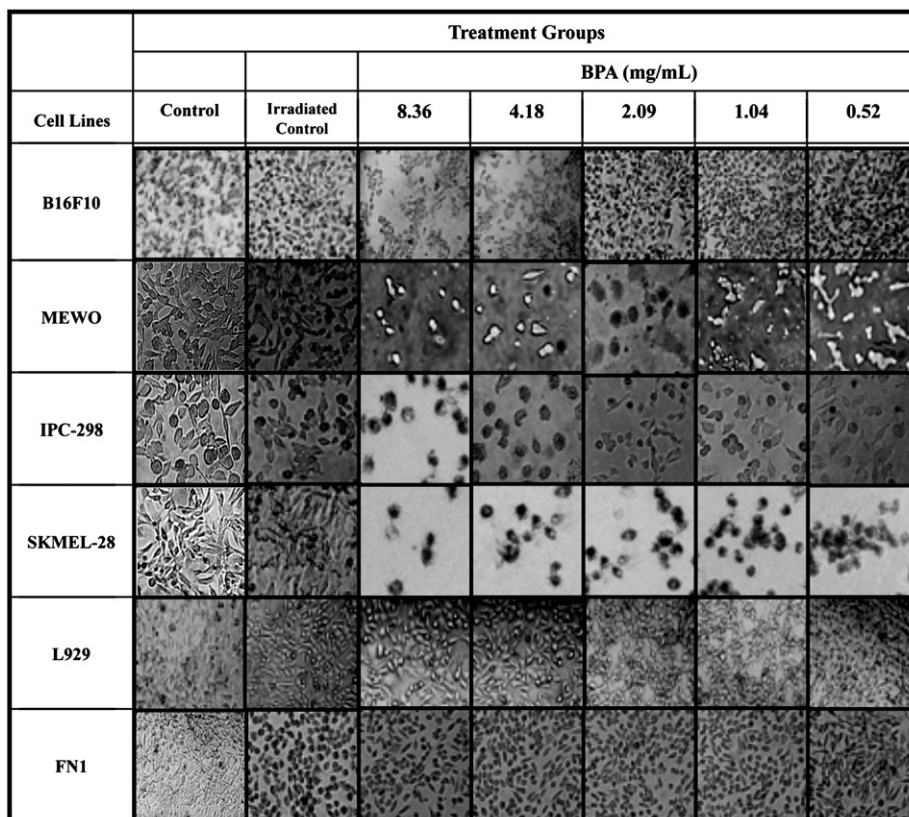 Treatment Groups
BPA (mg/mL)
Cell Lines
Control
Irradiated
Control
8.36
4.18
2.09
1.04
0.52
B16F10
MEWO
IPC-298
SKMEL-28
L929
FN1